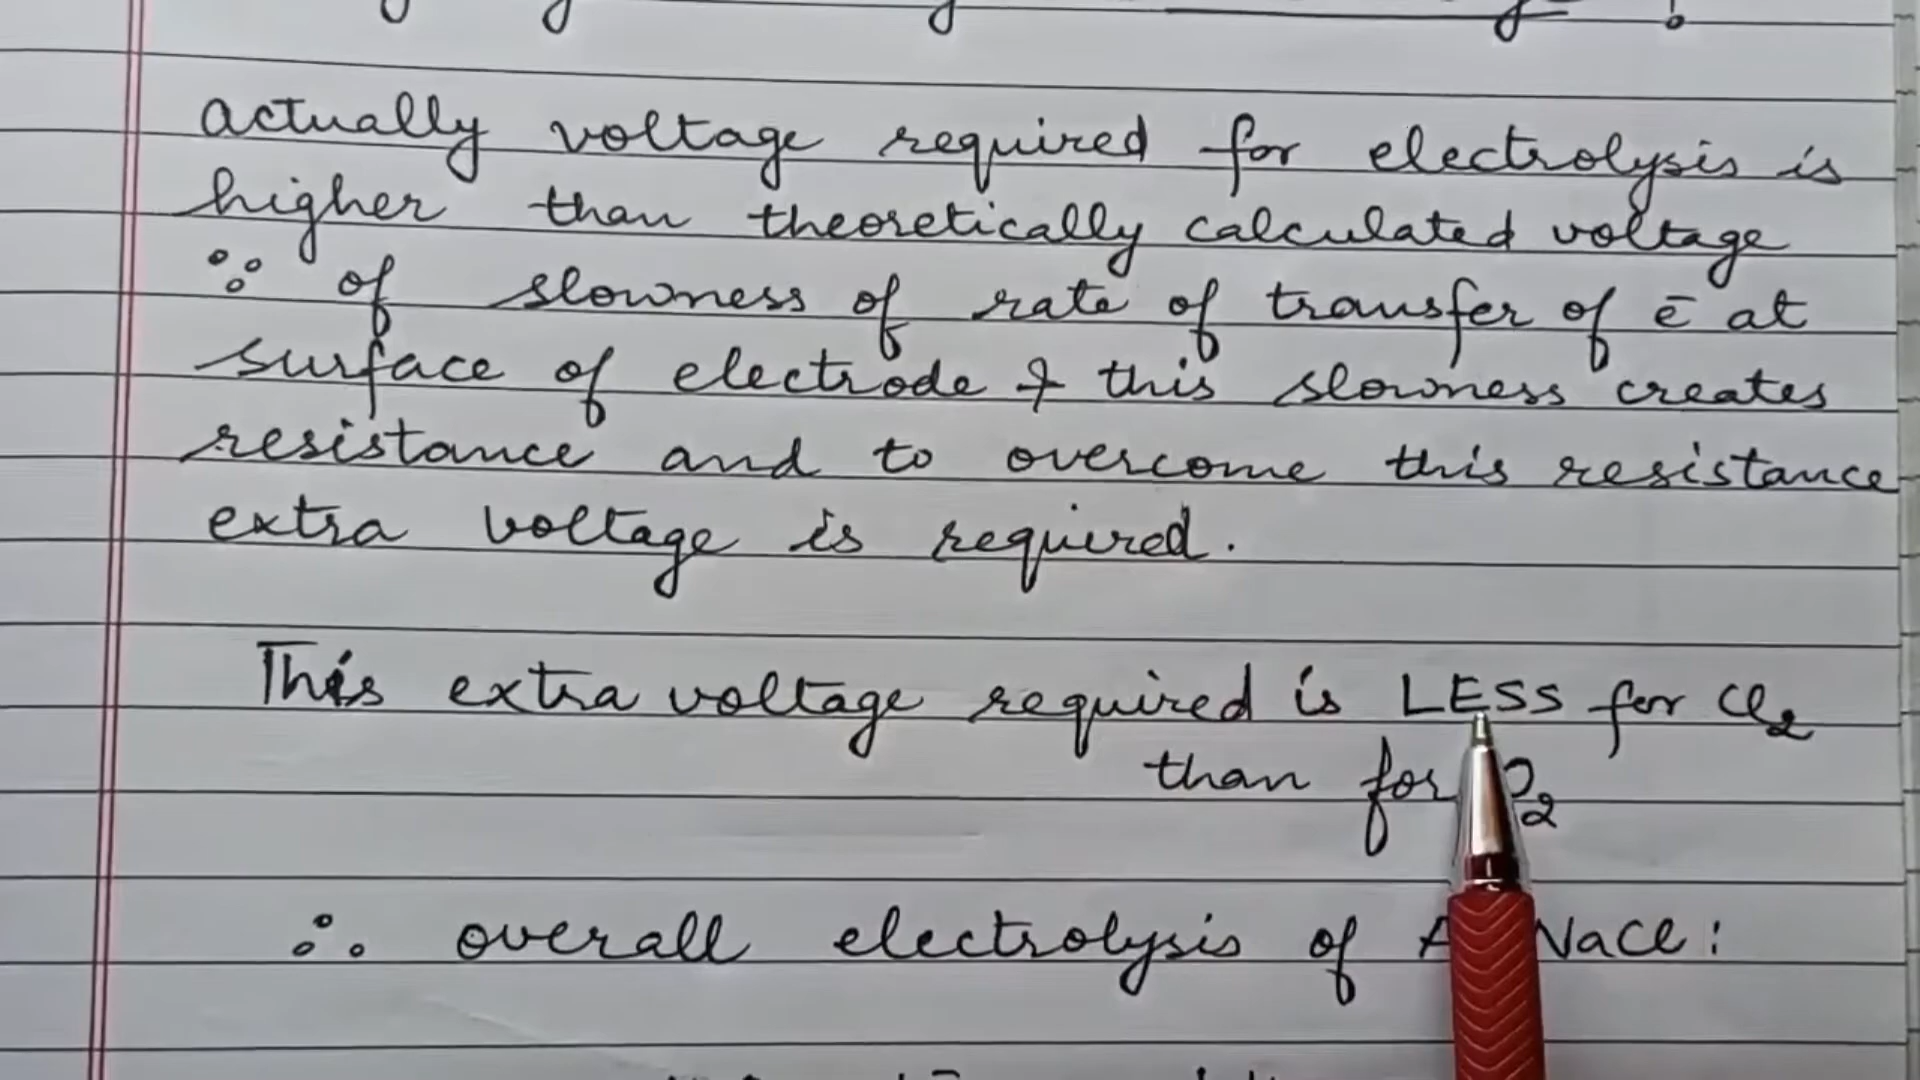 actually voltage required for electrolysis is
higher than theoretically calculated voltage
∵ of slowness of rate of transfer of ē at
surface of electrode & this slowness creates
resistance and to overcome this resistance
extra voltage is required.
This extra voltage required is LESS for Cl₂
than for O₂
∴ overall electrolysis of NaCl: